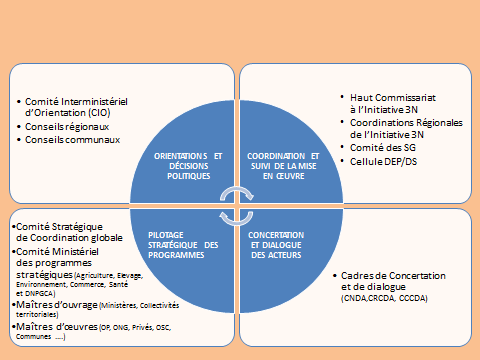 • Comité Interministériel
d'Orientation (CIO)
• Conseils régionaux
• Conseils communaux
• Haut Commissariat
à l'Initiative 3N
• Coordinations Régionales
de l'Initiative 3N
• Comité des SG
• Cellule DEP/DS
ORIENTATIONS ET
DÉCISIONS
POLITIQUES
COORDINATION ET
SUIVI DE LA MISE
EN ŒUVRE
PILOTAGE
STRATÉGIQUE DES
PROGRAMMES
CONCERTATION
ET DIALOGUE
DES ACTEURS
•Comité Stratégique
de Coordination globale
•Comité Ministériel
des programmes
stratégiques (Agriculture, Elevage,
Environnement, Commerce, Santé
et DNPGCA)
•Maîtres d'ouvrage (Ministères, Collectivités
territoriales)
•Maîtres d'œuvres (OP, ONG, Privés, OSC,
Communes ….)
• Cadres de Concertation
et de dialogue
(CNDA,CRCDA, CCCDA)